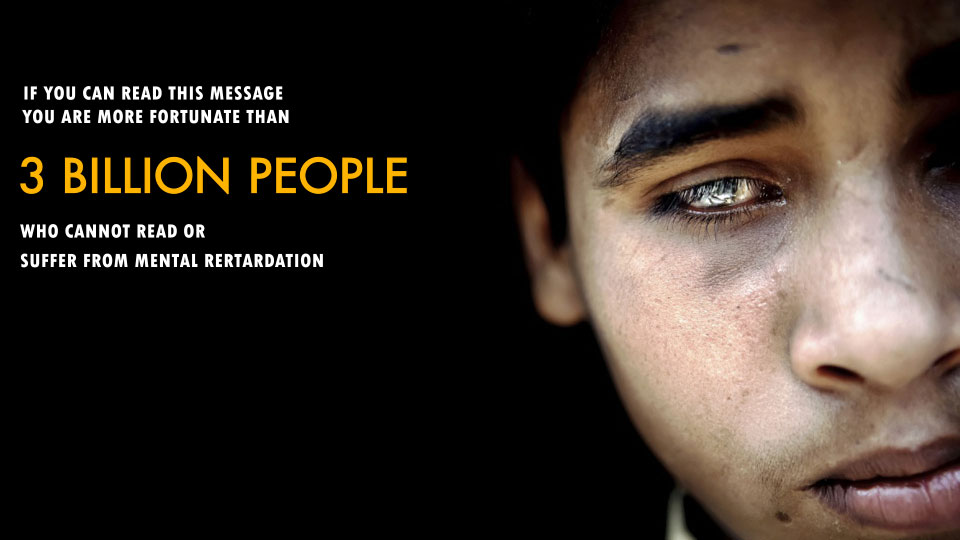 IF YOU CAN READ THIS MESSAGE
YOU ARE MORE FORTUNATE THAN
3 BILLION PEOPLE
WHO CANNOT READ OR
SUFFER FROM MENTAL RERTARDATION